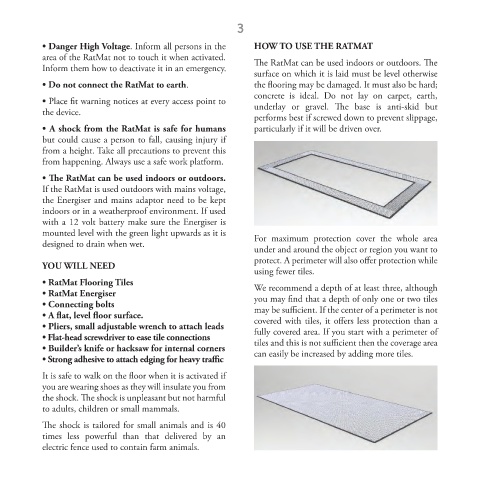 3
• Danger High Voltage. Inform all persons in the
area of the RatMat not to touch it when activated.
Inform them how to deactivate it in an emergency.
• Do not connect the RatMat to earth.
• Place fit warning notices at every access point to
the device.
• A shock from the RatMat is safe for humans
but could cause a person to fall, causing injury if
from a height. Take all precautions to prevent this
from happening. Always use a safe work platform.
• The RatMat can be used indoors or outdoors.
If the RatMat is used outdoors with mains voltage,
the Energiser and mains adaptor need to be kept
indoors or in a weatherproof environment. If used
with a 12 volt battery make sure the Energiser is
mounted level with the green light upwards as it is
designed to drain when wet.
YOU WILL NEED
• RatMat Flooring Tiles
• RatMat Energiser
• Connecting bolts
• A flat, level floor surface.
• Pliers, small adjustable wrench to attach leads
• Flat-head screwdriver to ease tile connections
• Builder's knife or hacksaw for internal corners
• Strong adhesive to attach edging for heavy traffic
It is safe to walk on the floor when it is activated if
you are wearing shoes as they will insulate you from
the shock. The shock is unpleasant but not harmful
to adults, children or small mammals.
The shock is tailored for small animals and is 40
times less powerful than that delivered by an
electric fence used to contain farm animals.
HOW TO USE THE RATMAT
The RatMat can be used indoors or outdoors. The
surface on which it is laid must be level otherwise
the flooring may be damaged. It must also be hard;
concrete is ideal. Do not lay on carpet, earth,
underlay or gravel. The base is anti-skid but
performs best if screwed down to prevent slippage,
particularly if it will be driven over.
For maximum protection cover the whole area
under and around the object or region you want to
protect. A perimeter will also offer protection while
using fewer tiles.
We recommend a depth of at least three, although
you may find that a depth of only one or two tiles
may be sufficient. If the center of a perimeter is not
covered with tiles, it offers less protection than a
fully covered area. If you start with a perimeter of
tiles and this is not sufficient then the coverage area
can easily be increased by adding more tiles.